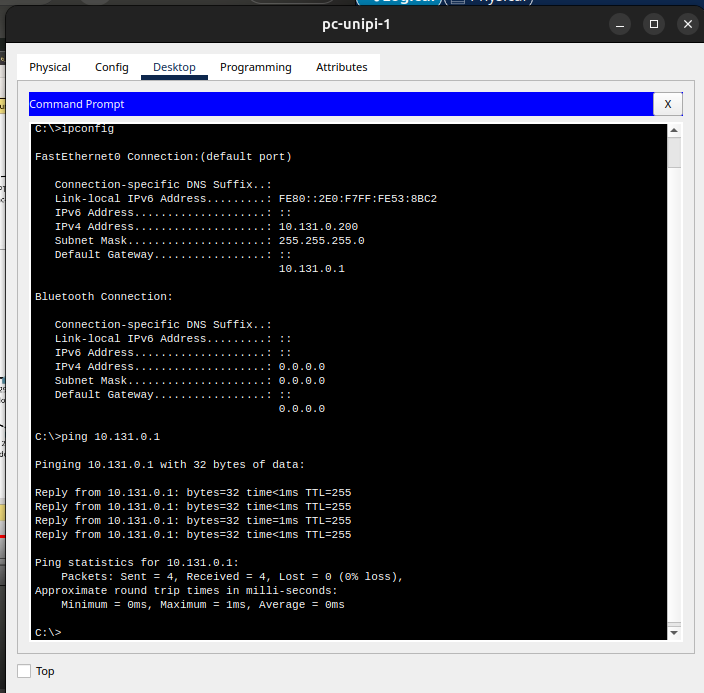 pc-unipi-1
Physical Config Desktop Programming Attributes
Command Prompt X
C:\>ipconfig
FastEthernet0 Connection:(default port)
Connection-specific DNS Suffix..:
Link-local IPv6 Address.........: FE80::2E0:F7FF:FE53:8BC2
IPv6 Address....................: ::
IPv4 Address....................: 10.131.0.200
Subnet Mask.....................: 255.255.255.0
Default Gateway.................: ::
10.131.0.1
Bluetooth Connection:
Connection-specific DNS Suffix..:
Link-local IPv6 Address.........: ::
IPv6 Address....................: ::
IPv4 Address....................: 0.0.0.0
Subnet Mask.....................: 0.0.0.0
Default Gateway.................: ::
0.0.0.0
C:\>ping 10.131.0.1
Pinging 10.131.0.1 with 32 bytes of data:
Reply from 10.131.0.1: bytes=32 time<1ms TTL=255
Reply from 10.131.0.1: bytes=32 time<1ms TTL=255
Reply from 10.131.0.1: bytes=32 time=1ms TTL=255
Reply from 10.131.0.1: bytes=32 time<1ms TTL=255
Ping statistics for 10.131.0.1:
Packets: Sent = 4, Received = 4, Lost = 0 (0% loss),
Approximate round trip times in milli-seconds:
Minimum = 0ms, Maximum = 1ms, Average = 0ms
C:\>
Top